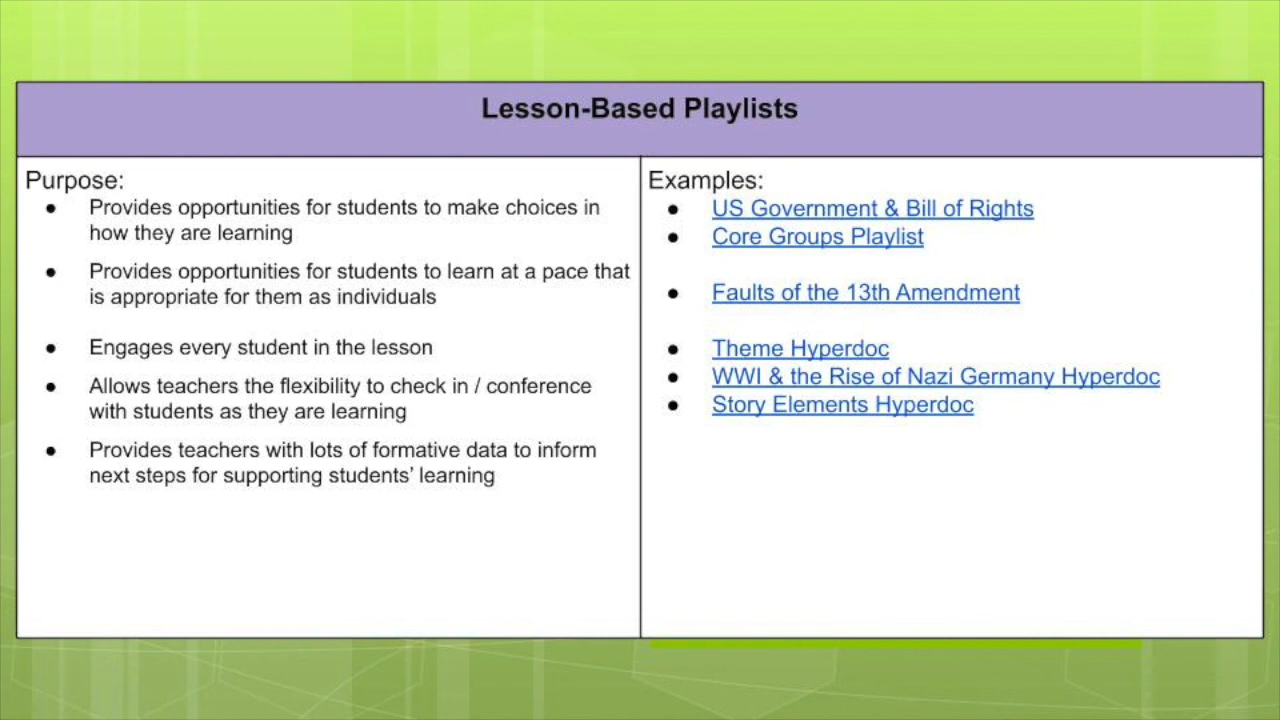 Lesson-Based Playlists
Purpose:
● Provides opportunities for students to make choices in
how they are learning
● Provides opportunities for students to learn at a pace that
is appropriate for them as individuals
● Engages every student in the lesson
● Allows teachers the flexibility to check in / conference
with students as they are learning
● Provides teachers with lots of formative data to inform
next steps for supporting students’ learning
Examples:
● US Government & Bill of Rights
● Core Groups Playlist
● Faults of the 13th Amendment
● Theme Hyperdoc
● WWI & the Rise of Nazi Germany Hyperdoc
● Story Elements Hyperdoc